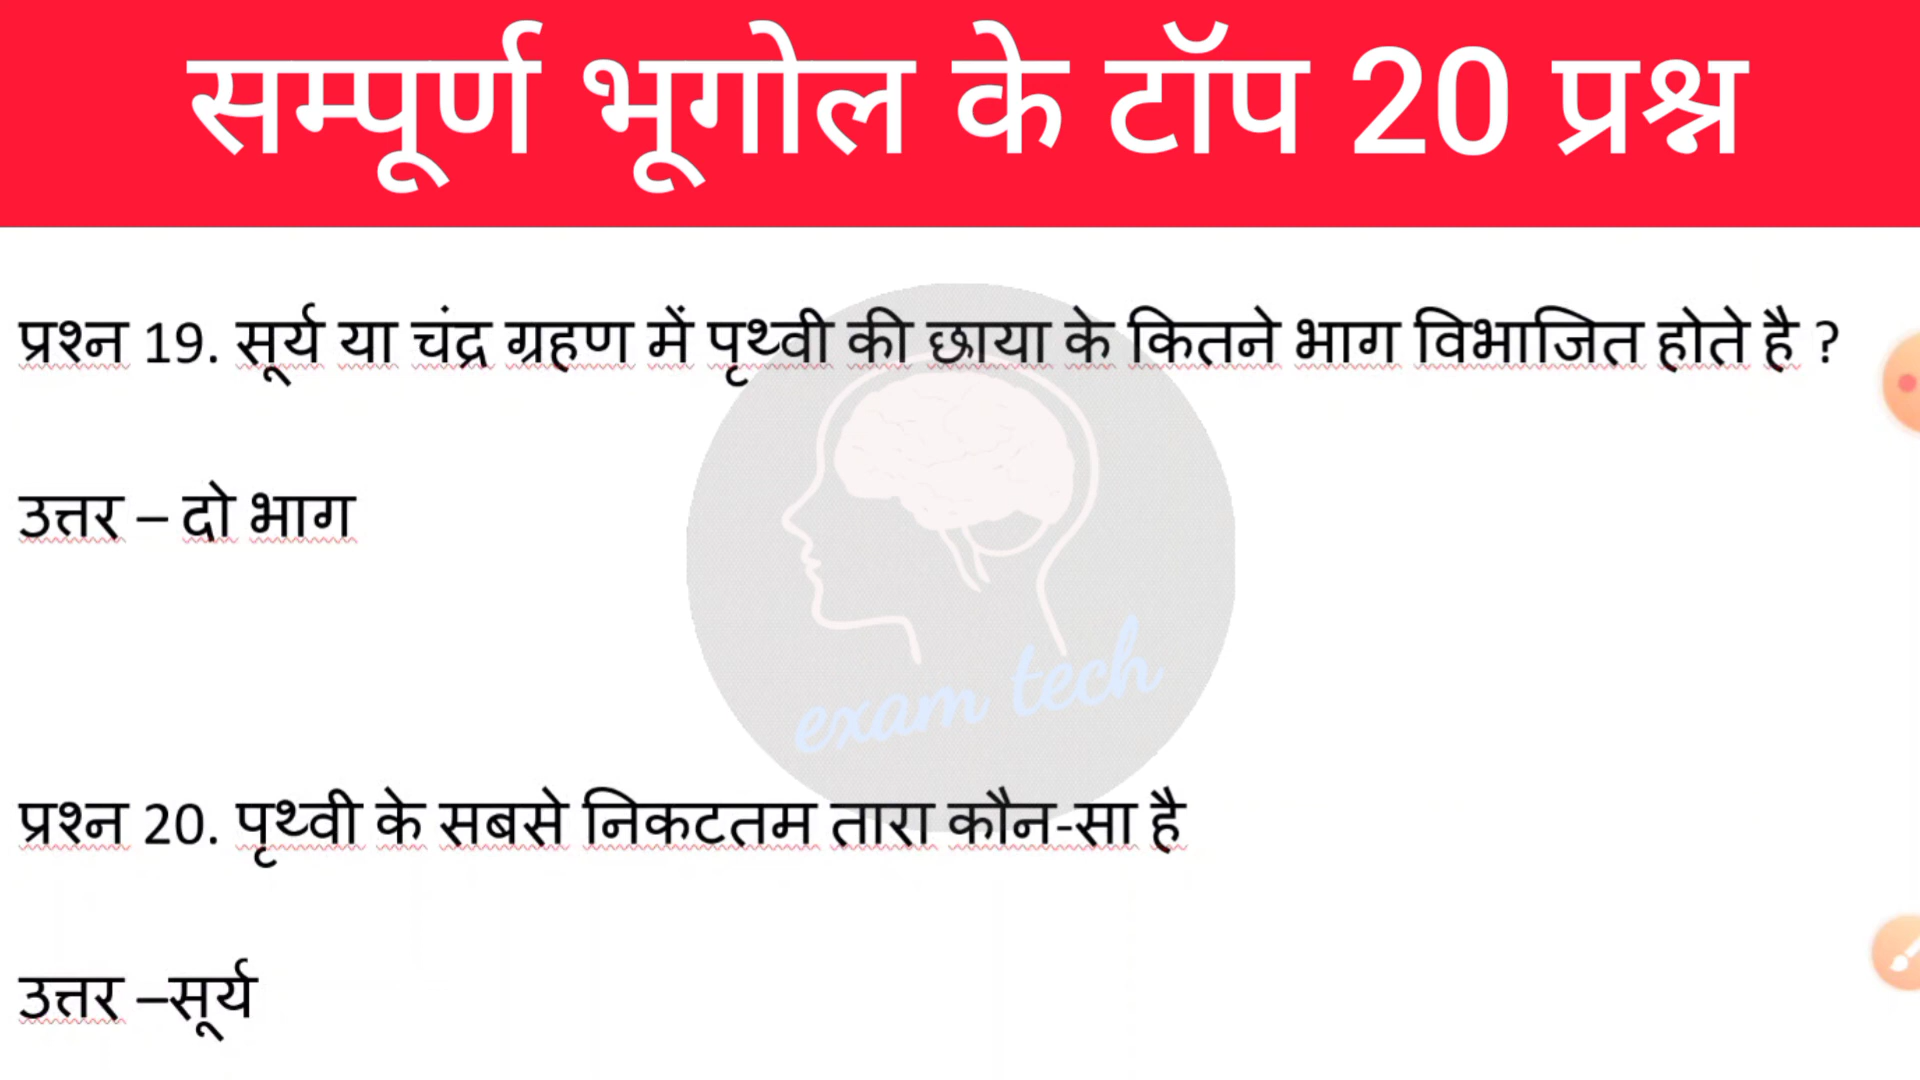 सम्पूर्ण भूगोल के टॉप 20 प्रश्न
प्रश्न 19. सूर्य या चंद्र ग्रहण में पृथ्वी की छाया के कितने भाग विभाजित होते है ?
उत्तर – दो भाग
exam tech
प्रश्न 20. पृथ्वी के सबसे निकटतम तारा कौन-सा है
उत्तर –सूर्य